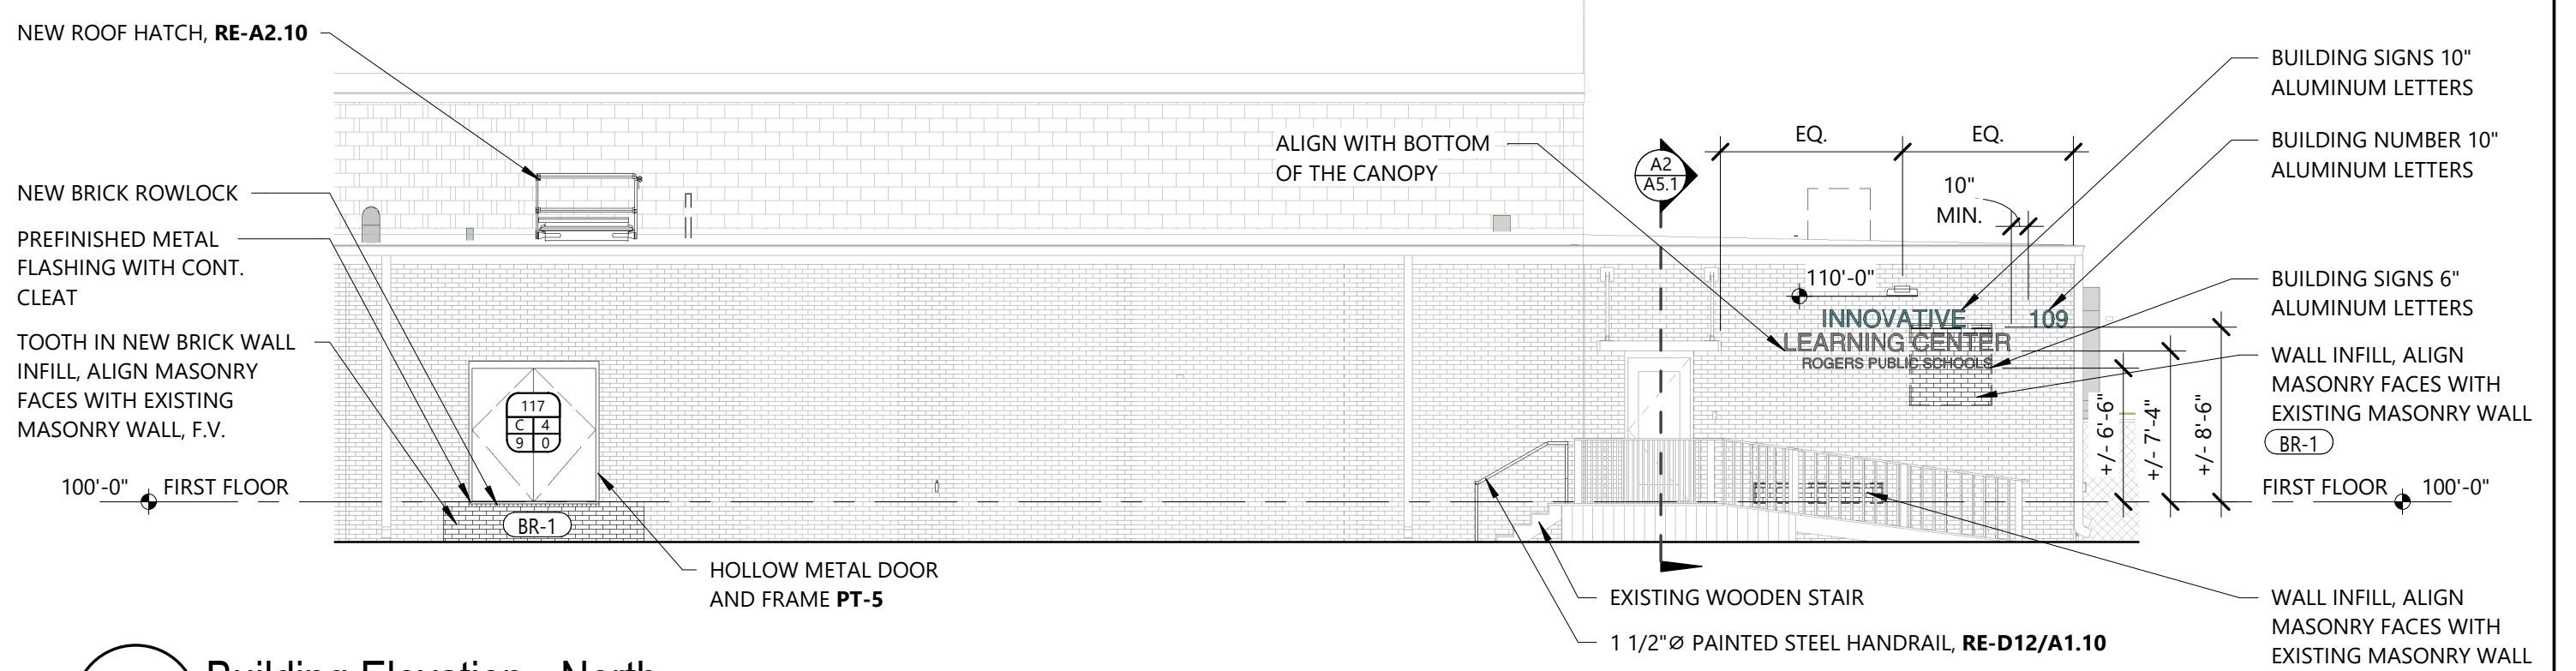 NEW ROOF HATCH, RE-A2.10
NEW BRICK ROWLOCK
PREFINISHED METAL
FLASHING WITH CONT.
CLEAT
TOOTH IN NEW BRICK WALL
INFILL, ALIGN MASONRY
FACES WITH EXISTING
MASONRY WALL, F.V.
100'-0"
FIRST FLOOR
117
C 4
9 0
BR-1
HOLLOW METAL DOOR
AND FRAME PT-5
ALIGN WITH BOTTOM
OF THE CANOPY
A2
A5.1
EQ.
EQ.
10"
MIN.
110'-0"
INNOVATIVE
109
LEARNING CENTER
ROGERS PUBLIC SCHOOLS
+/- 6'-6"
+/- 7'-4"
+/- 8'-6"
EXISTING WOODEN STAIR
1 1/2"Ø PAINTED STEEL HANDRAIL, RE-D12/A1.10
BUILDING SIGNS 10"
ALUMINUM LETTERS
BUILDING NUMBER 10"
ALUMINUM LETTERS
BUILDING SIGNS 6"
ALUMINUM LETTERS
WALL INFILL, ALIGN
MASONRY FACES WITH
EXISTING MASONRY WALL
BR-1
FIRST FLOOR
100'-0"
WALL INFILL, ALIGN
MASONRY FACES WITH
EXISTING MASONRY WALL
Building Elevation - North